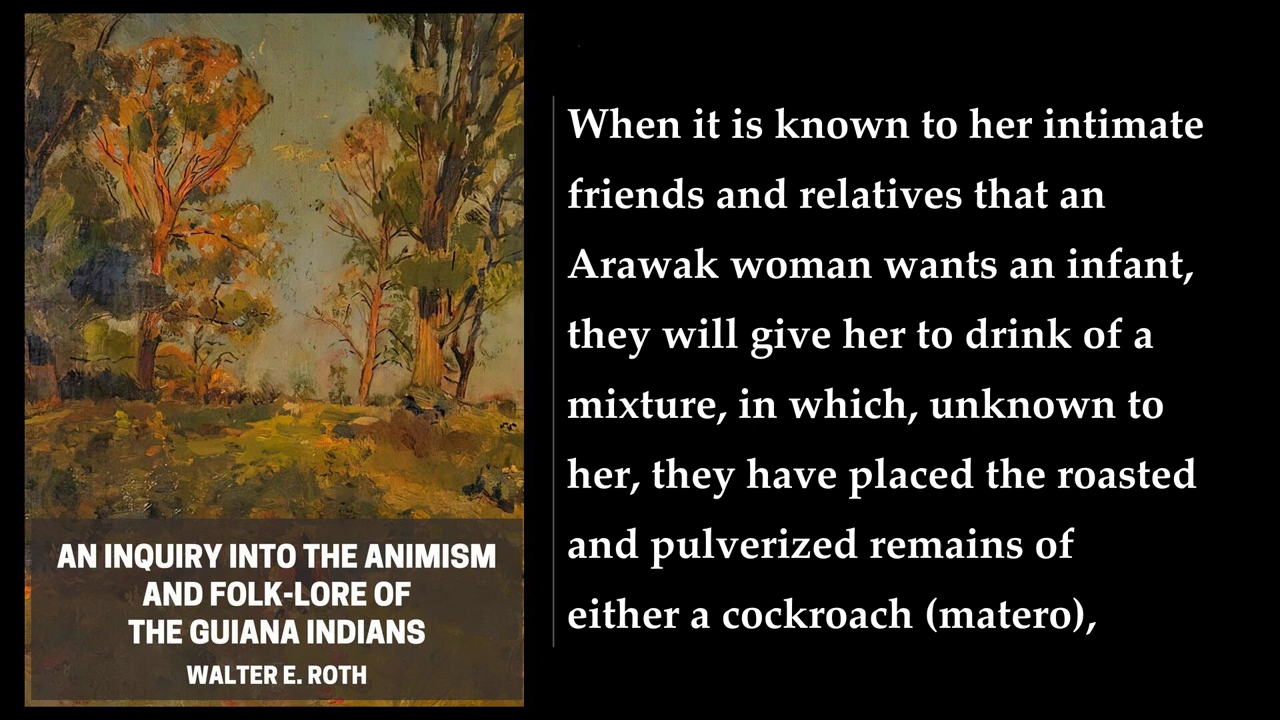 AN INQUIRY INTO THE ANIMISM
AND FOLK-LORE OF
THE GUIANA INDIANS
WALTER E. ROTH
When it is known to her intimate
friends and relatives that an
Arawak woman wants an infant,
they will give her to drink of a
mixture, in which, unknown to
her, they have placed the roasted
and pulverized remains of
either a cockroach (matero),